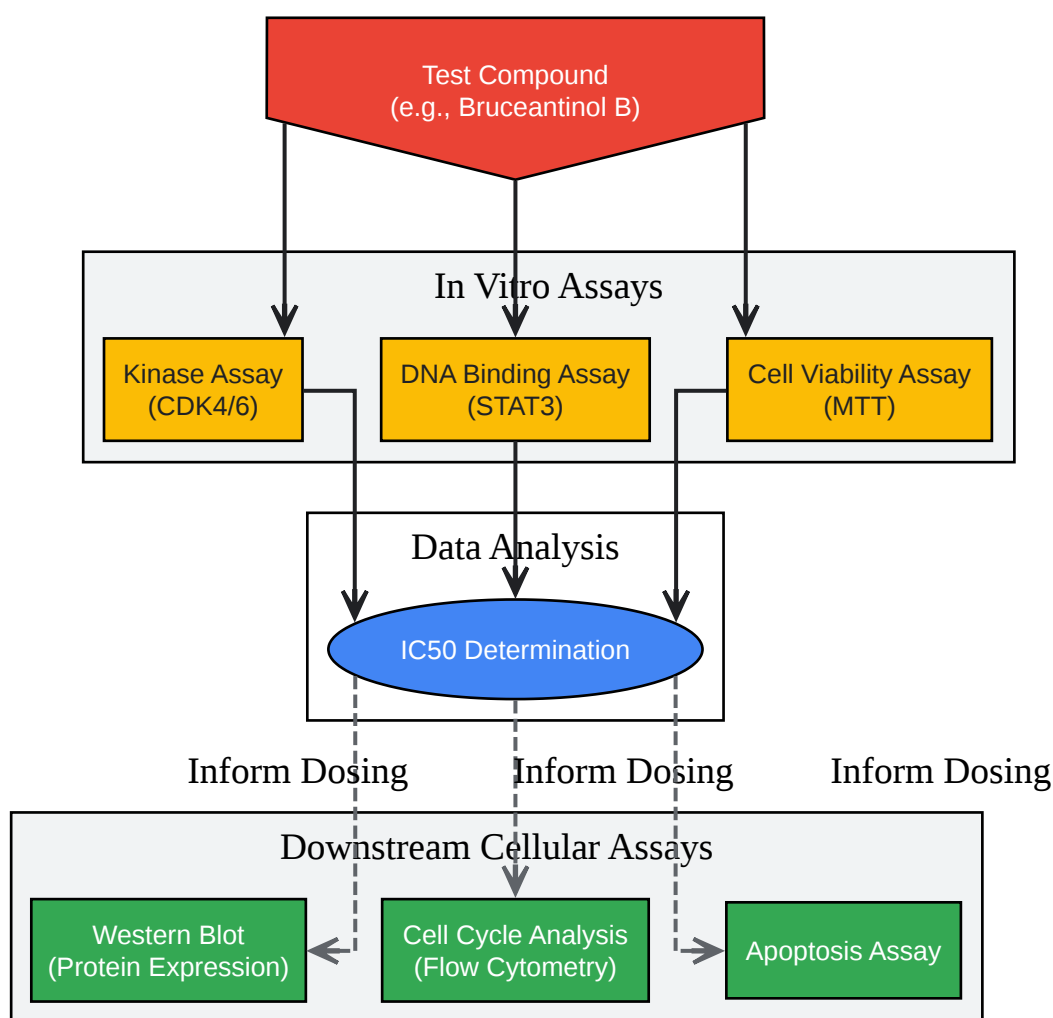 Test Compound
(e.g., Bruceantinol B)
In Vitro Assays
Kinase Assay
(CDK4/6)
DNA Binding Assay
(STAT3)
Cell Viability Assay
(MTT)
Data Analysis
IC50 Determination
Inform Dosing
Inform Dosing
Inform Dosing
Downstream Cellular Assays
Western Blot
(Protein Expression)
Cell Cycle Analysis
(Flow Cytometry)
Apoptosis Assay